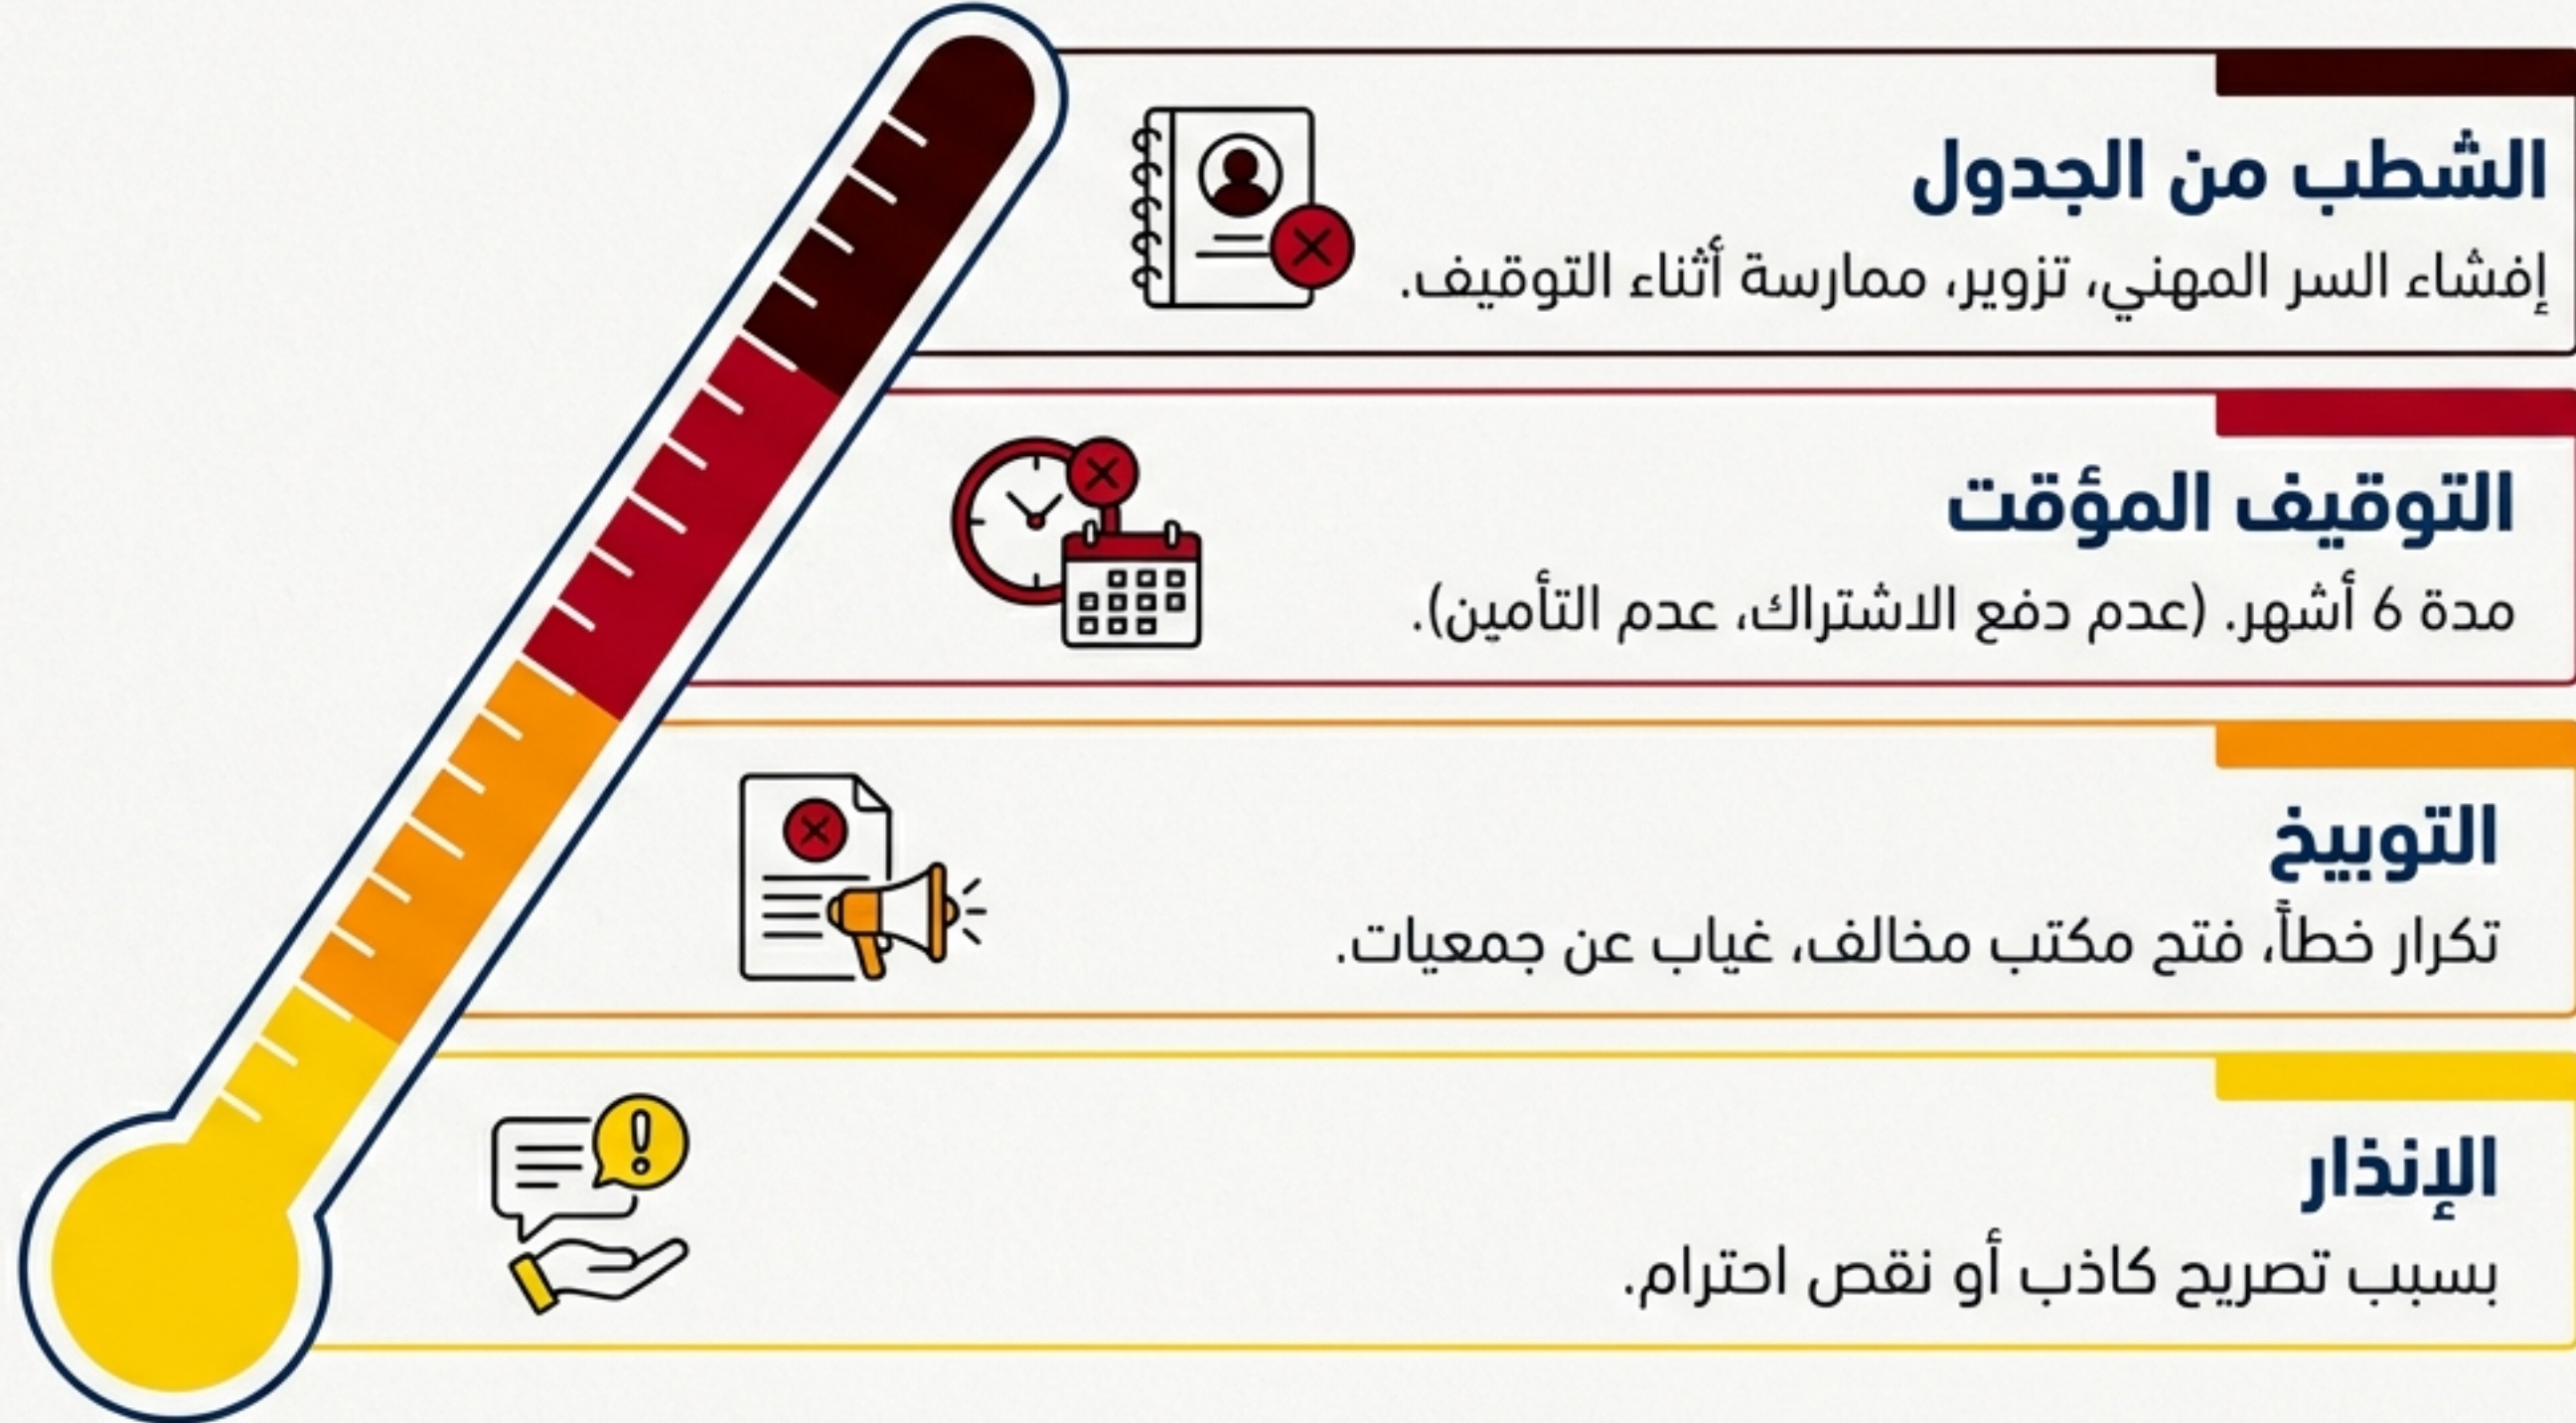 الشطب من الجدول
إفشاء السر المهني، تزوير، ممارسة أثناء التوقيف.
التوقيف المؤقت
مدة 6 أشهر. (عدم دفع الاشتراك، عدم التأمين).
التوبيخ
تكرار خطأً، فتح مكتب مخالف، غياب عن جمعيات.
الإنذار
بسبب تصريح كاذب أو نقص احترام.